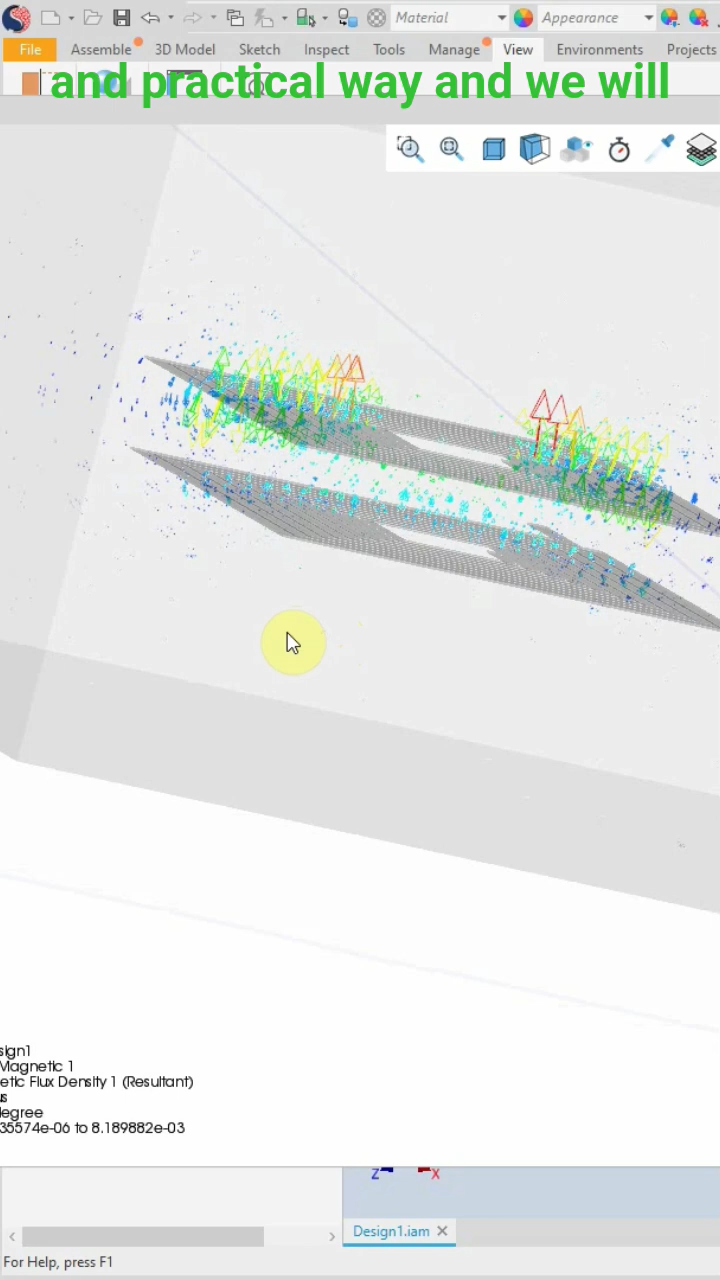 Material Appearance
File Assemble 3D Model Sketch Inspect Tools Manage View Environments Projects
and practical way and we will
sign1
Magnetic 1
etic Flux Density 1 (Resultant)
egree
35574e-06 to 8.189882e-03
Z X
Design1.iam
For Help, press F1